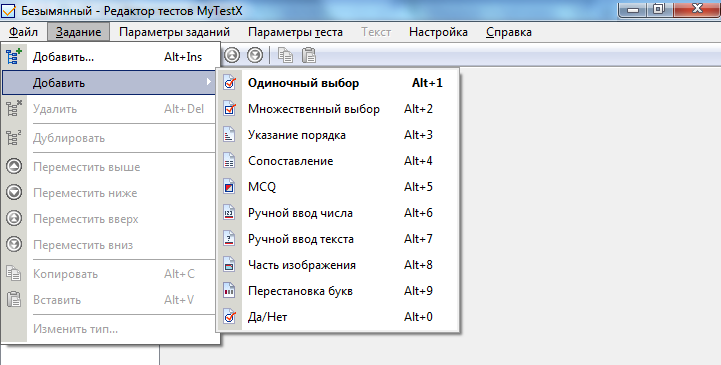 Безымянный - Редактор тестов MyTestX
Файл Задание Параметры заданий Параметры теста Текст Настройка Справка
Добавить... Alt+Ins
Добавить
Удалить Alt+Del
Дублировать
Переместить выше
Переместить ниже
Переместить вверх
Переместить вниз
Копировать Alt+C
Вставить Alt+V
Изменить тип...
Одиночный выбор Alt+1
Множественный выбор Alt+2
Указание порядка Alt+3
Сопоставление Alt+4
MCQ Alt+5
Ручной ввод числа Alt+6
Ручной ввод текста Alt+7
Часть изображения Alt+8
Перестановка букв Alt+9
Да/Нет Alt+0